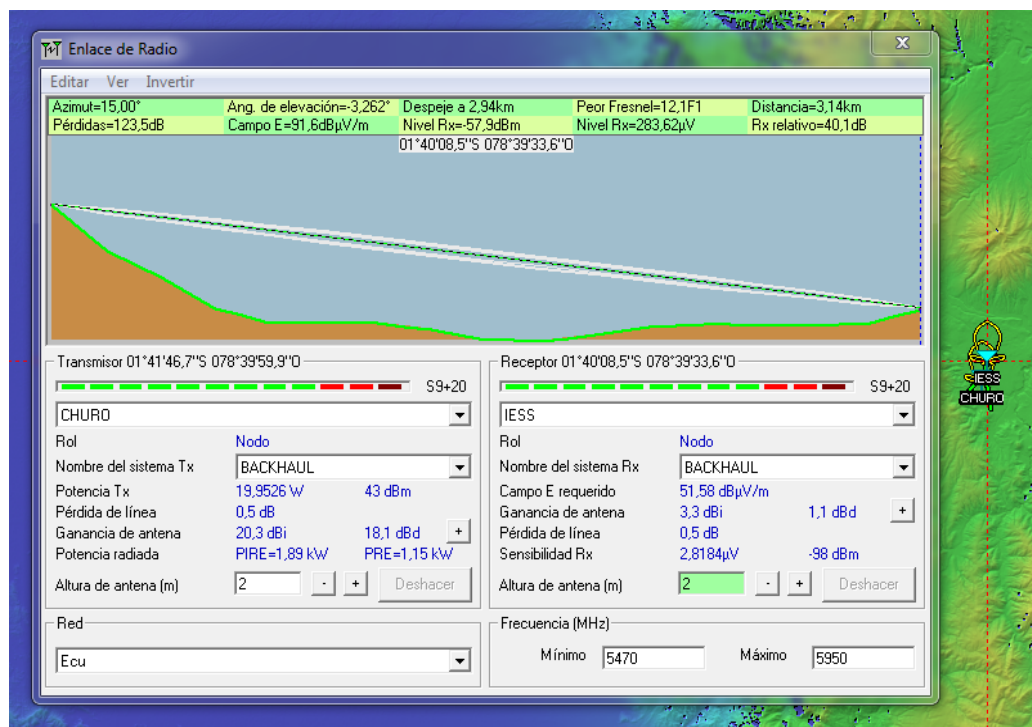 Enlace de Radio
Editar Ver Invertir
Azimut=15,00° Ang. de elevación=-3,262° Despeje a 2,94km Peor Fresnel=12,1F1 Distancia=3,14km
Pérdidas=123,5dB Campo E=91,6dBµV/m Nivel Rx=-57,9dBm Nivel Rx=283,62µV Rx relativo=40,1dB
01°40'08,5''S 078°39'33,6''O
Transmisor 01°41'46,7''S 078°39'59,9''O
S9+20
CHURO
Rol Nodo
Nombre del sistema Tx BACKHAUL
Potencia Tx 19,9526 W 43 dBm
Pérdida de línea 0,5 dB
Ganancia de antena 20,3 dBi 18,1 dBd +
Potencia radiada PIRE=1,89 kW PRE=1,15 kW
Altura de antena (m) 2 - + Deshacer
Red
Ecu
Receptor 01°40'08,5''S 078°39'33,6''O
S9+20
IESS
Rol Nodo
Nombre del sistema Rx BACKHAUL
Campo E requerido 51,58 dBµV/m
Ganancia de antena 3,3 dBi 1,1 dBd +
Pérdida de línea 0,5 dB
Sensibilidad Rx 2,8184µV -98 dBm
Altura de antena (m) 2 - + Deshacer
Frecuencia (MHz)
Mínimo 5470 Máximo 5950
IESS
CHURO